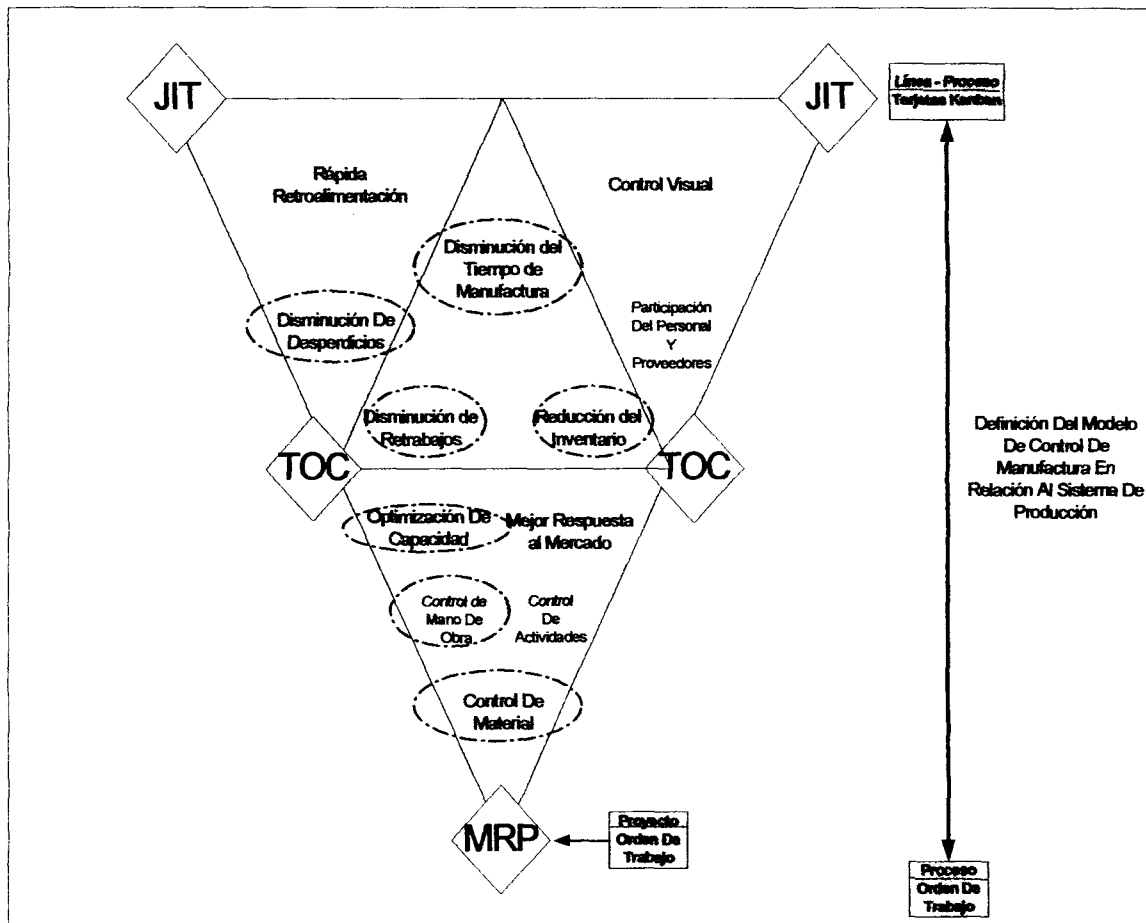 JIT
JIT
Línea - Proceso
Tarjetas Kanban
Rápida
Retroalimentación
Control Visual
Disminución del
Tiempo de
Manufactura
Disminución De
Desperdicios
Participación
Del Personal
Y
Proveedores
Disminución de
Retrabajos
Reducción del
Inventario
TOC
TOC
Definición Del Modelo
De Control De
Manufactura En
Relación Al Sistema De
Producción
Optimización De
Capacidad
Mejor Respuesta
al Mercado
Control de
Mano De
Obra
Control
De
Actividades
Control De
Material
MRP
Proyecto
Orden De
Trabajo
Proceso
Orden De
Trabajo